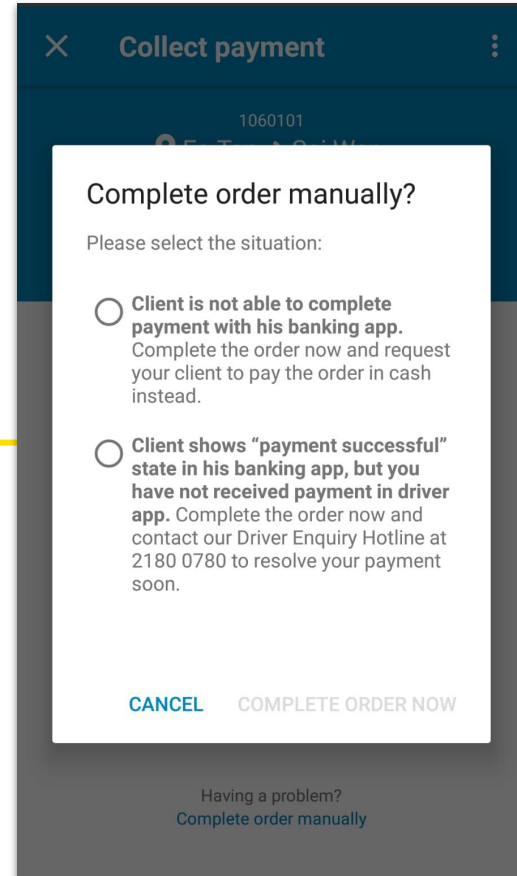 Collect payment
1060101
Complete order manually?
Please select the situation:
Client is not able to complete
payment with his banking app.
Complete the order now and request
your client to pay the order in cash
instead.
Client shows “payment successful”
state in his banking app, but you
have not received payment in driver
app. Complete the order now and
contact our Driver Enquiry Hotline at
2180 0780 to resolve your payment
soon.
CANCEL COMPLETE ORDER NOW
Having a problem?
Complete order manually